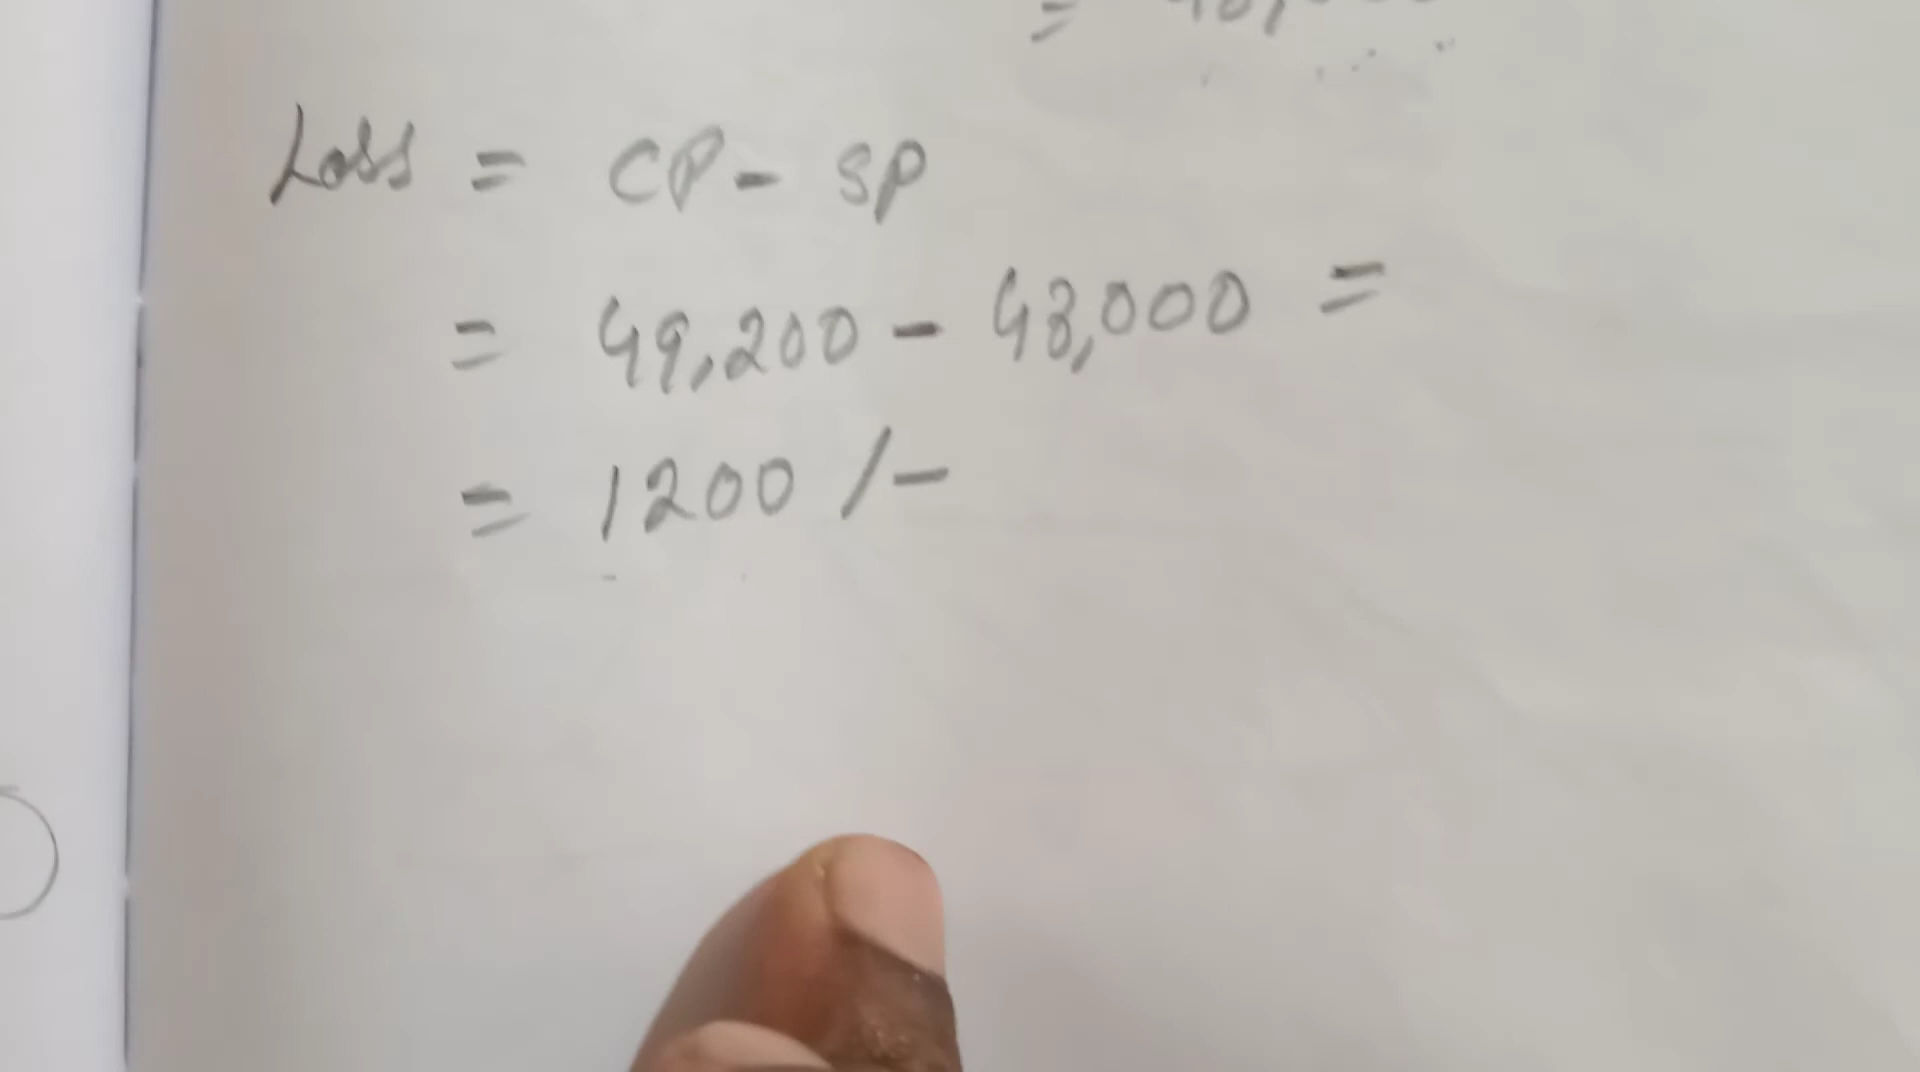 Loss = CP - SP
= 49,200 - 48,000 =
= 1200 /-